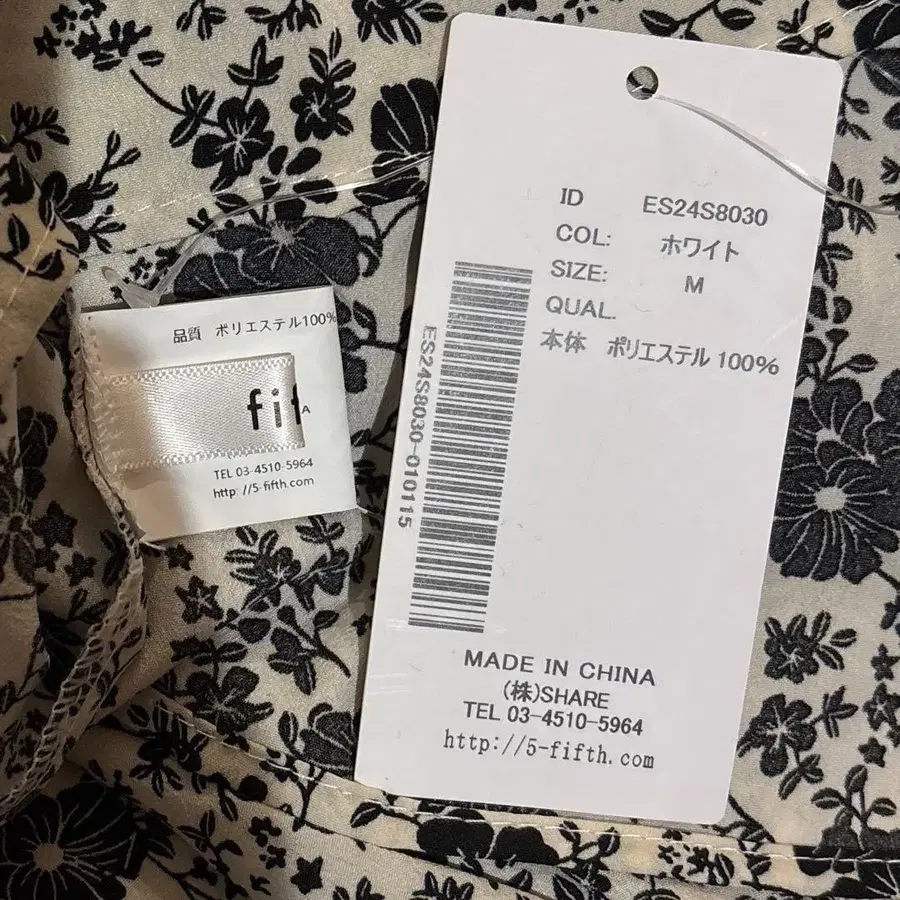 ID ES24S8030
COL: ホワイト
SIZE: M
QUAL.
本体 ポリエステル 100%
ES24S8030-010115
MADE IN CHINA
(株)SHARE
TEL 03-4510-5964
http://5-fifth.com
品質 ポリエステル100%
fif
TEL 03-4510-5964
http://5-fifth.com